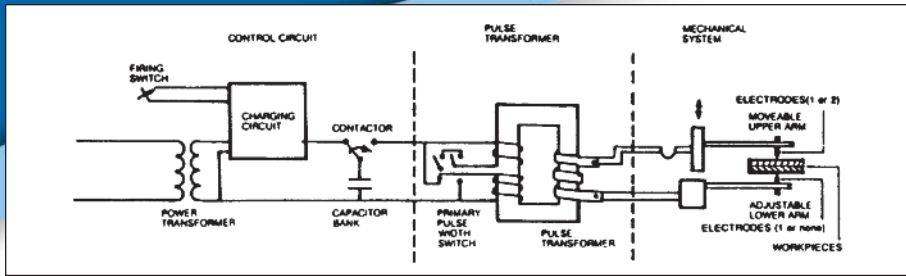 CONTROL CIRCUIT
PULSE
TRANSFORMER
MECHANICAL
SYSTEM
FIRING
SWITCH
CHARGING
CIRCUIT
CONTACTOR
ELECTRODES(1 or 2)
MOVEABLE
UPPER ARM
POWER
TRANSFORMER
CAPACITOR
BANK
PRIMARY
PULSE
WIDTH
SWITCH
PULSE
TRANSFORMER
ADJUSTABLE
LOWER ARM
ELECTRODES (1 or none)
WORKPIECES